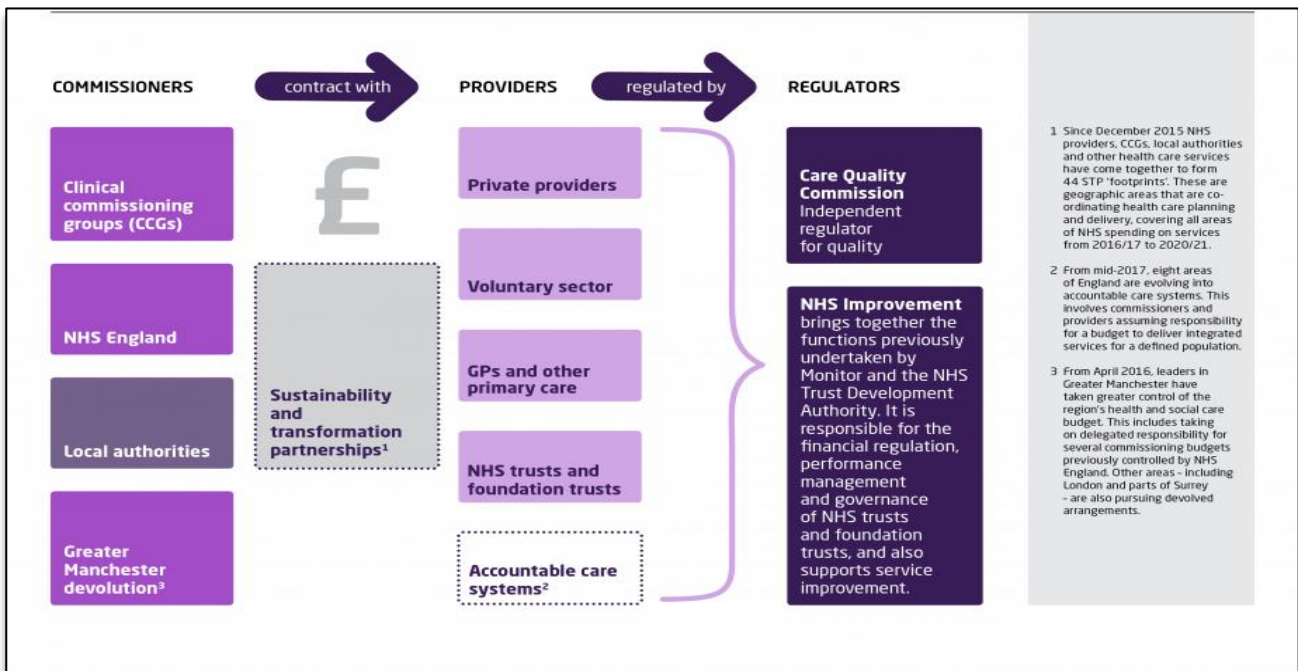 COMMISSIONERS
contract with
PROVIDERS
regulated by
REGULATORS
Clinical
commissioning
groups (CCGs)
NHS England
Local authorities
Greater
Manchester
devolution³
£
Sustainability
and
transformation
partnerships¹
Private providers
Voluntary sector
GPs and other
primary care
NHS trusts and
foundation trusts
Accountable care
systems²
Care Quality
Commission
Independent
regulator
for quality
NHS Improvement
brings together the
functions previously
undertaken by
Monitor and the NHS
Trust Development
Authority. It is
responsible for the
financial regulation,
performance
management
and governance
of NHS trusts
and foundation
trusts, and also
supports service
improvement.
1 Since December 2015 NHS
providers, CCGs, local authorities
and other health care services
have come together to form
44 STP ‘footprints’. These are
geographic areas that are co-
ordinating health care planning
and delivery, covering all areas
of NHS spending on services
from 2016/17 to 2020/21.
2 From mid-2017, eight areas
of England are evolving into
accountable care systems. This
involves commissioners and
providers assuming responsibility
for a budget to deliver integrated
services for a defined population.
3 From April 2016, leaders in
Greater Manchester have
taken greater control of the
region’s health and social care
budget. This includes taking
on delegated responsibility for
several commissioning budgets
previously controlled by NHS
England. Other areas – including
London and parts of Surrey
– are also pursuing devolved
arrangements.